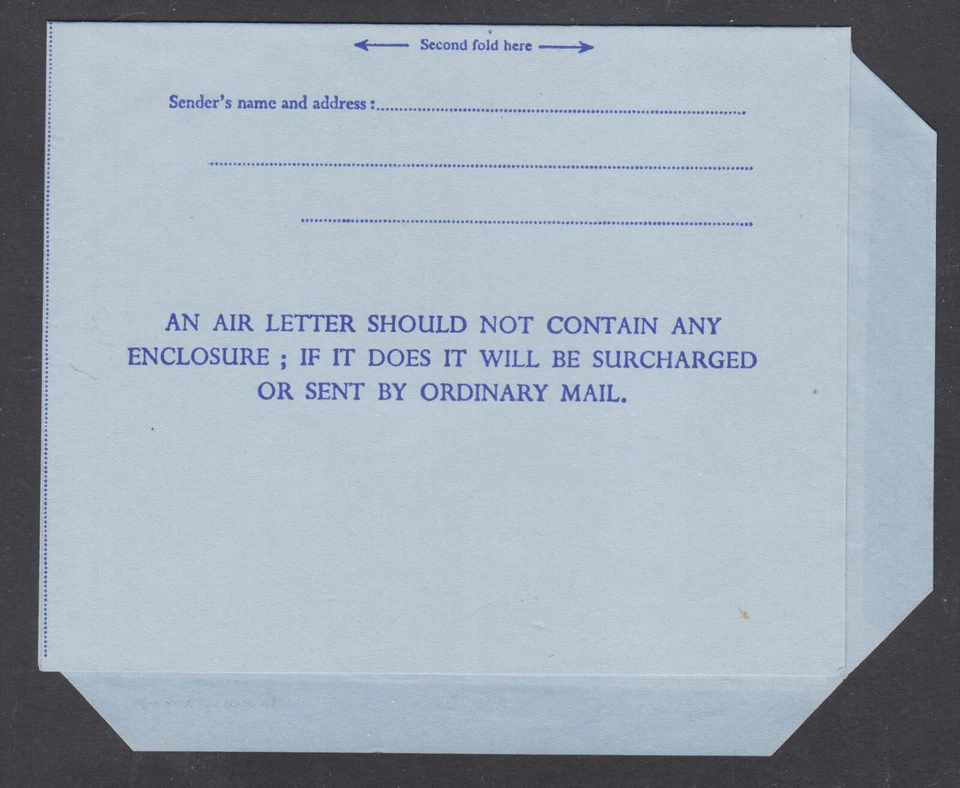 Second fold here
Sender's name and address:
AN AIR LETTER SHOULD NOT CONTAIN ANY
ENCLOSURE ; IF IT DOES IT WILL BE SURCHARGED
OR SENT BY ORDINARY MAIL.